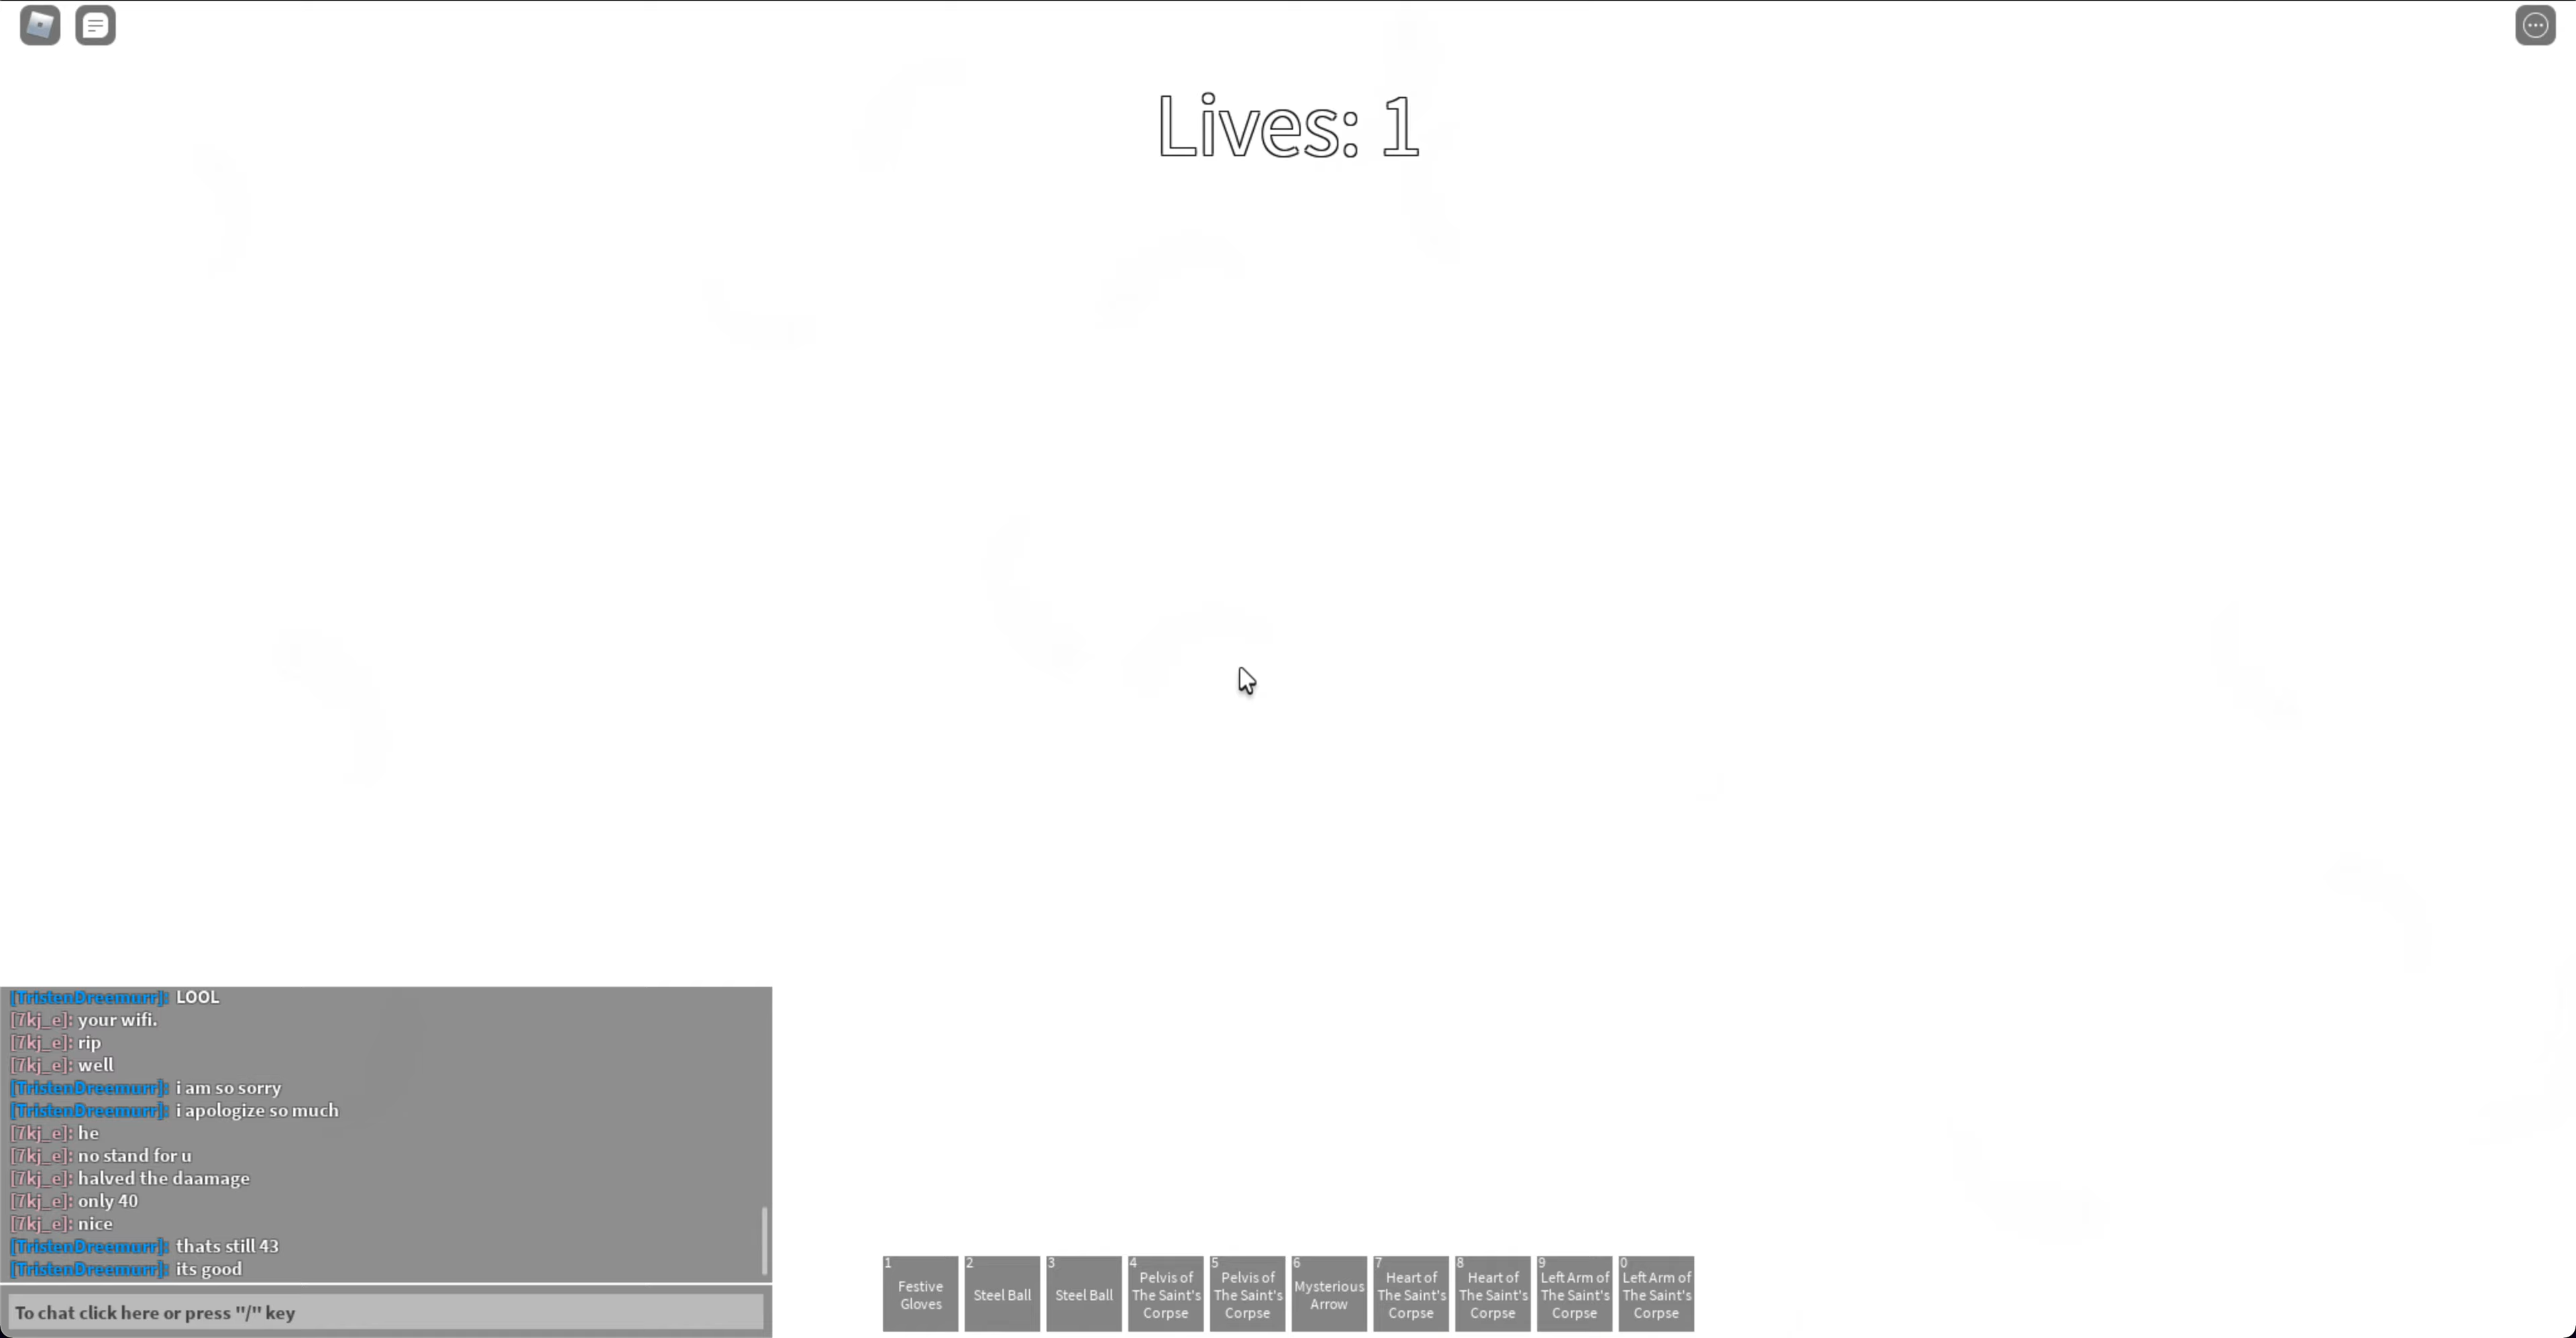 Lives: 1
[TristenDreemurr]: LOOL
[7kj_e]: your wifi.
[7kj_e]: rip
[7kj_e]: well
[TristenDreemurr]: i am so sorry
[TristenDreemurr]: i apologize so much
[7kj_e]: he
[7kj_e]: no stand for u
[7kj_e]: halved the daamage
[7kj_e]: only 40
[7kj_e]: nice
[TristenDreemurr]: thats still 43
[TristenDreemurr]: its good
To chat click here or press "/" key
1
Festive
Gloves
2
Steel Ball
3
Steel Ball
4
Pelvis of
The Saint's
Corpse
5
Pelvis of
The Saint's
Corpse
6
Mysterious
Arrow
7
Heart of
The Saint's
Corpse
8
Heart of
The Saint's
Corpse
9
Left Arm of
The Saint's
Corpse
0
Left Arm of
The Saint's
Corpse